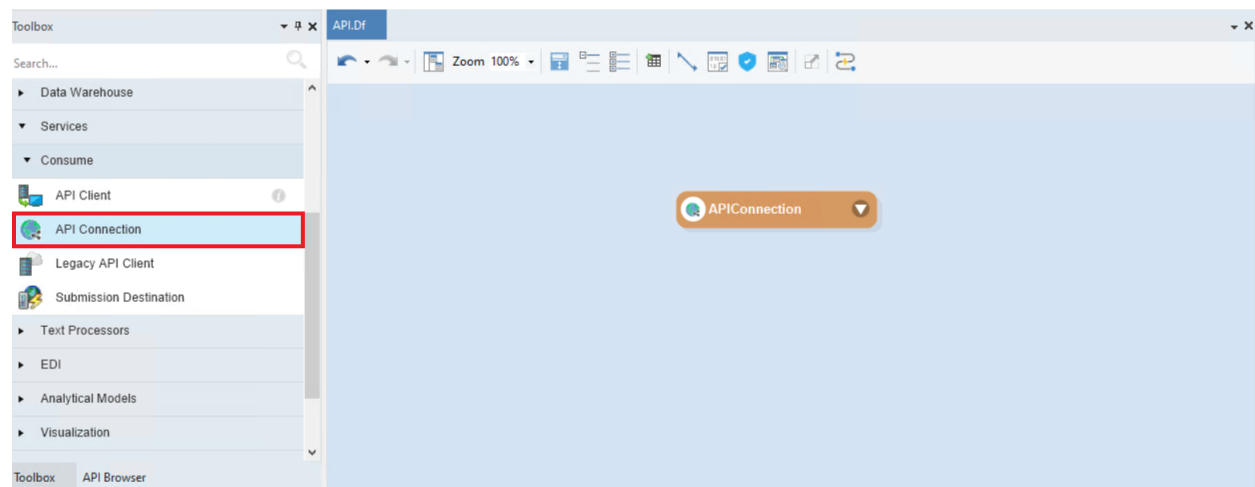 Toolbox
API.Df
Search...
Zoom 100%
Data Warehouse
Services
Consume
API Client
API Connection
Legacy API Client
Submission Destination
Text Processors
EDI
Analytical Models
Visualization
APIConnection
Toolbox API Browser